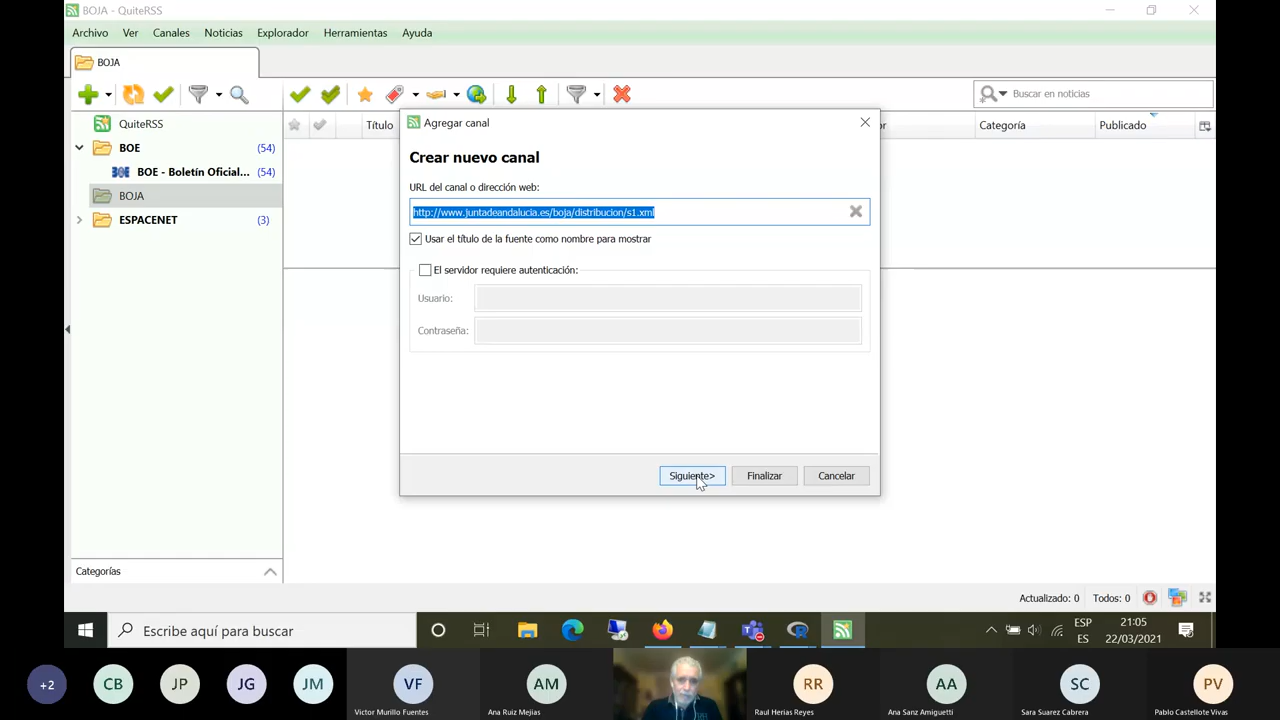 BOJA - QuiteRSS
Archivo Ver Canales Noticias Explorador Herramientas Ayuda
BOJA
Buscar en noticias
QuiteRSS
Título
Categoría
Publicado
BOE (54)
BOE - Boletín Oficial... (54)
BOJA
ESPACENET (3)
Agregar canal
Crear nuevo canal
URL del canal o dirección web:
http://www.juntadeandalucia.es/boja/distribucion/s1.xml
Usar el título de la fuente como nombre para mostrar
El servidor requiere autenticación:
Usuario:
Contraseña:
Siguiente> Finalizar Cancelar
Categorías
Actualizado: 0 Todos: 0
Escribe aquí para buscar
ESP
ES
21:05
22/03/2021
+2 CB JP JG JM VF AM RR AA SC PV
Victor Murillo Fuentes Ana Ruiz Mejias Raul Herias Reyes Ana Sanz Amiguetti Sara Suarez Cabrera Pablo Castellote Vivas